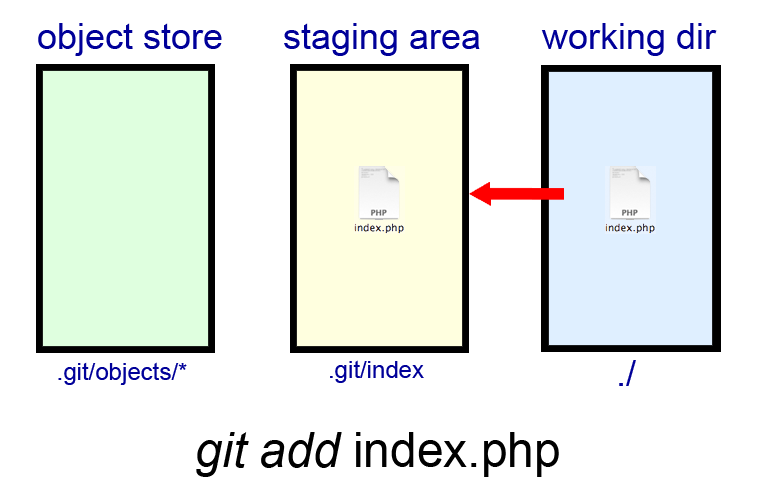 object store
staging area
working dir
PHP
index.php
PHP
index.php
.git/objects/*
.git/index
./
git add index.php